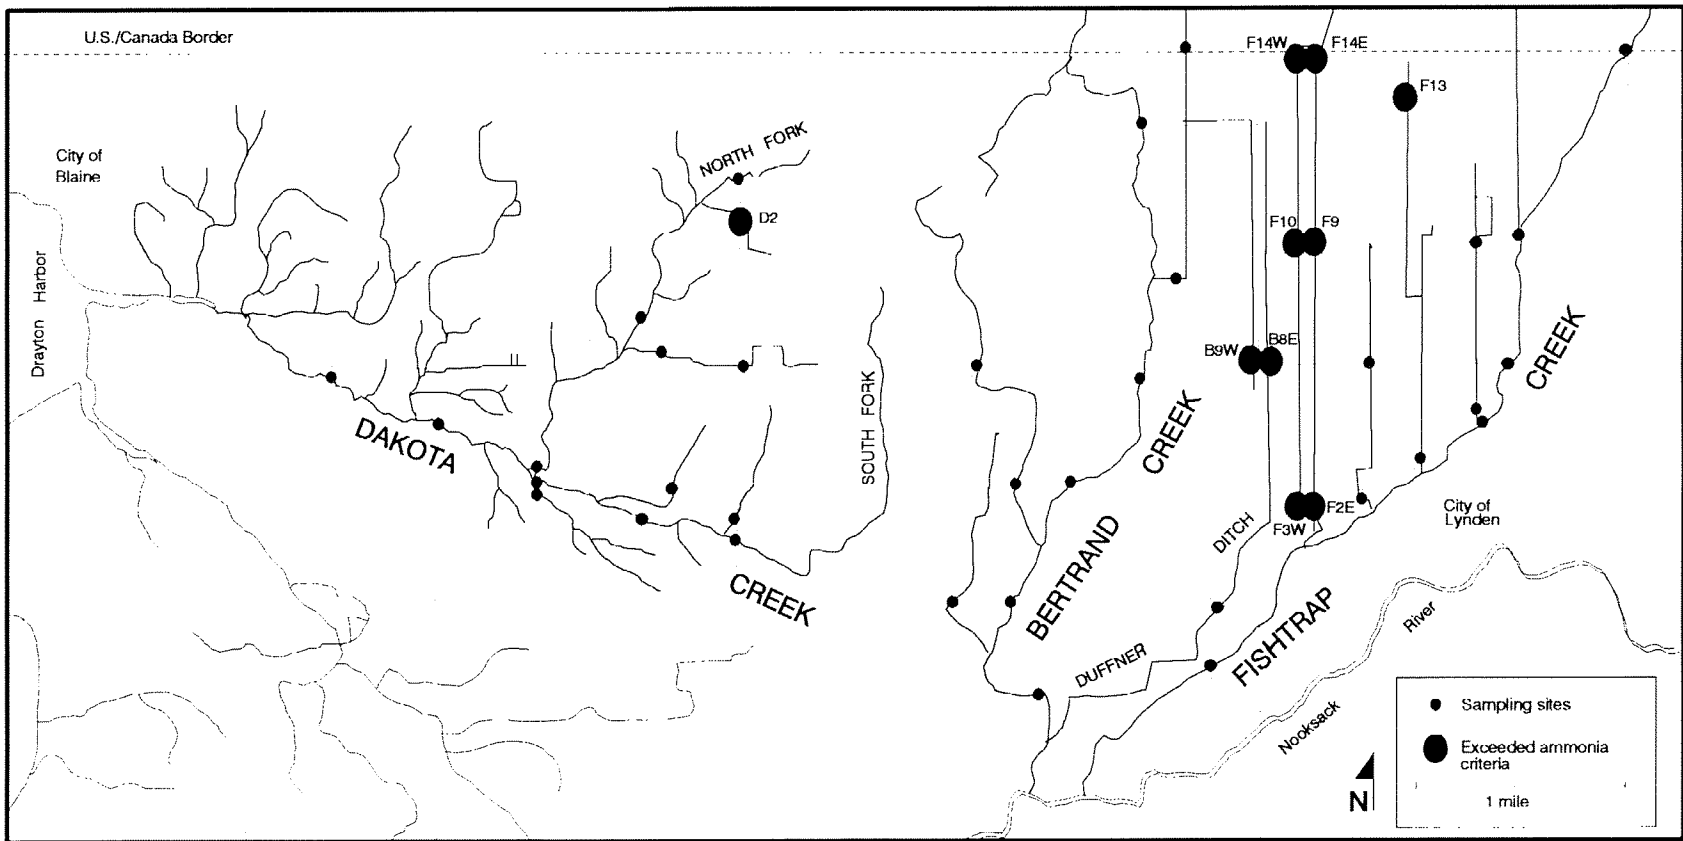 U.S./Canada Border
F14W
F14E
F13
City of
Blaine
NORTH FORK
D2
F10
F9
Drayton Harbor
B9W
B8E
CREEK
SOUTH FORK
CREEK
DAKOTA
F2E
F3W
City of
Lynden
DITCH
CREEK
BERTRAND
FISHTRAP
River
DUFFNER
Nooksack
Sampling sites
Exceeded ammonia
criteria
1 mile
N